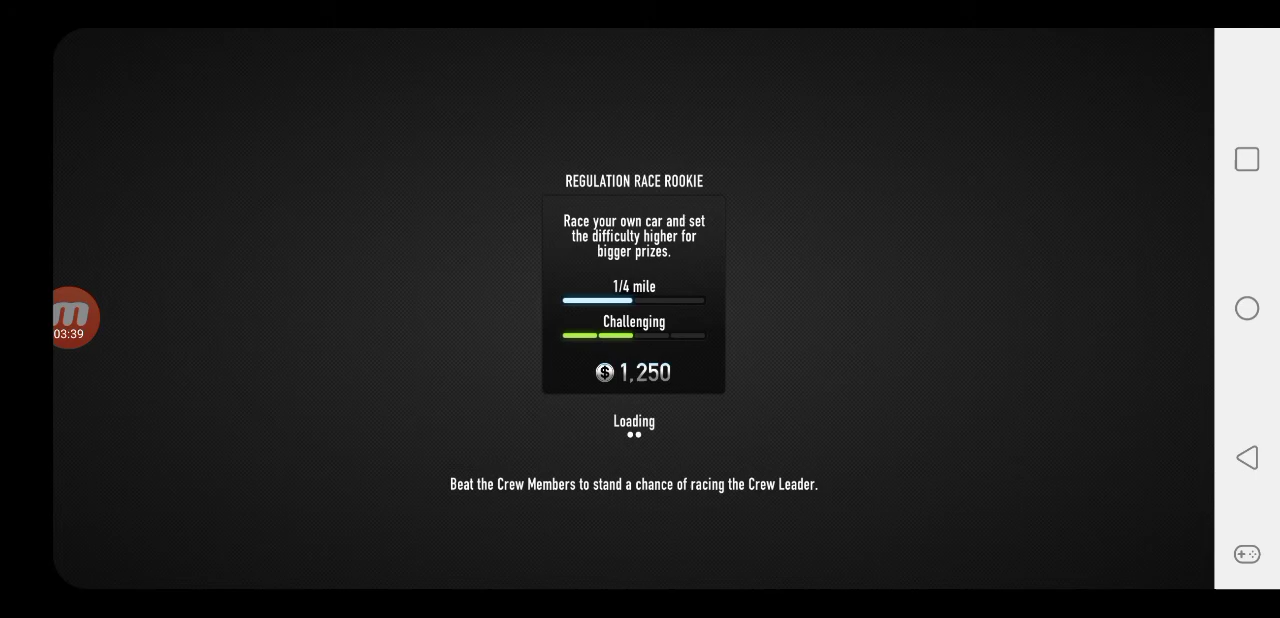 REGULATION RACE ROOKIE
Race your own car and set
the difficulty higher for
bigger prizes.
1/4 mile
Challenging
$ 1,250
Loading
Beat the Crew Members to stand a chance of racing the Crew Leader.
m
03:39